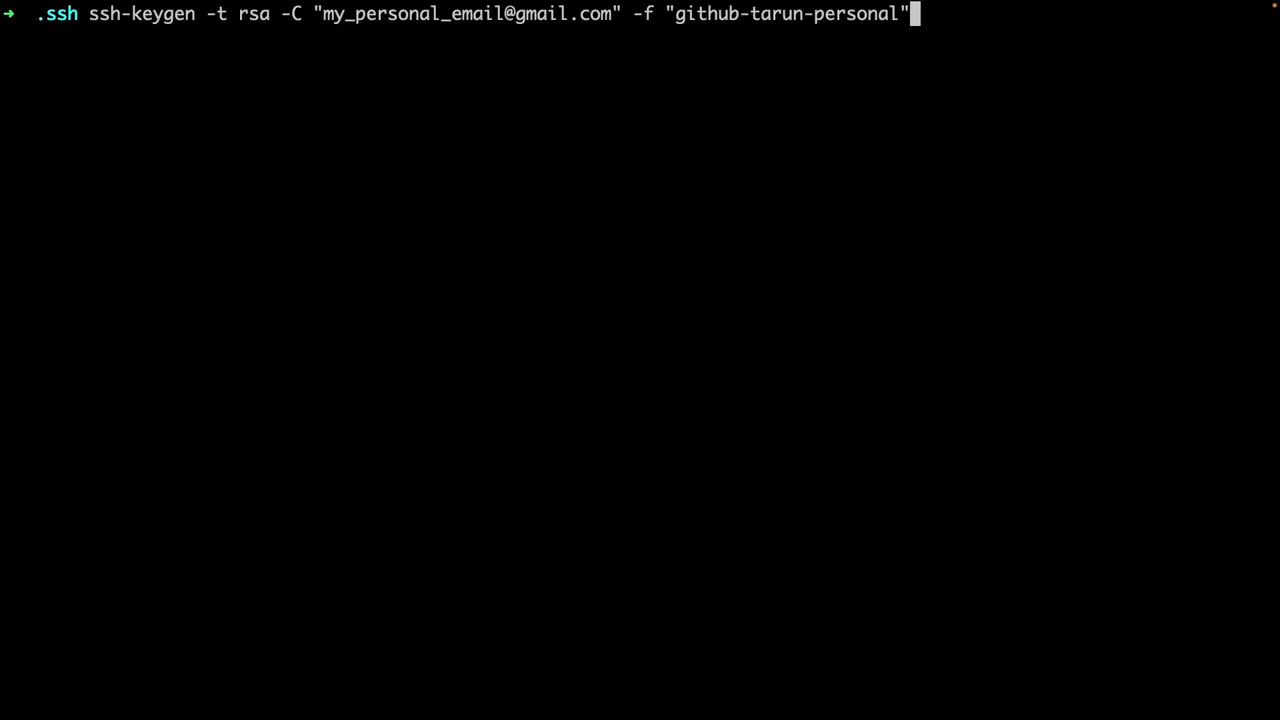 ➜ .ssh ssh-keygen -t rsa -C "my_personal_email@gmail.com" -f "github-tarun-personal"